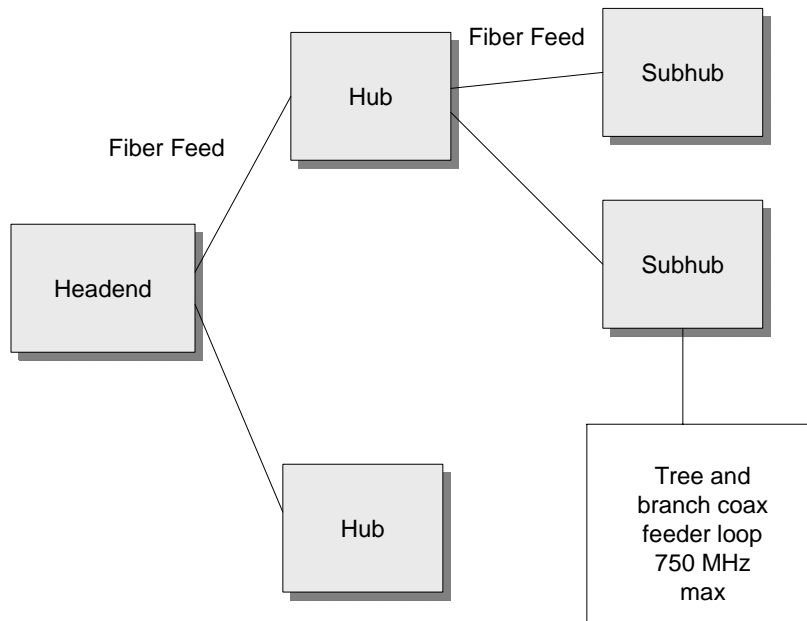 Fiber Feed
Hub
Subhub
Fiber Feed
Headend
Subhub
Hub
Tree and
branch coax
feeder loop
750 MHz
max